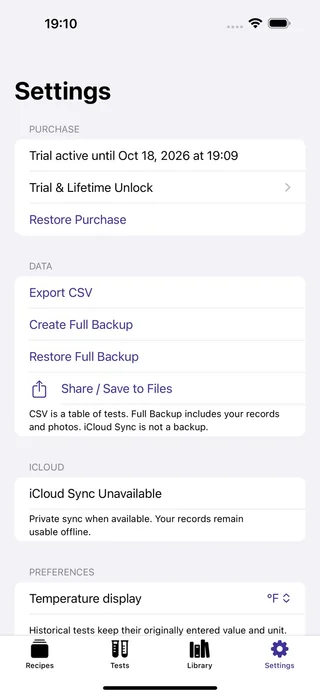 19:10
Settings
PURCHASE
Trial active until Oct 18, 2026 at 19:09
Trial & Lifetime Unlock
Restore Purchase
DATA
Export CSV
Create Full Backup
Restore Full Backup
Share / Save to Files
CSV is a table of tests. Full Backup includes your records
and photos. iCloud Sync is not a backup.
ICLOUD
iCloud Sync Unavailable
Private sync when available. Your records remain
usable offline.
PREFERENCES
Temperature display
°F
Historical tests keep their originally entered value and unit.
Recipes
Tests
Library
Settings